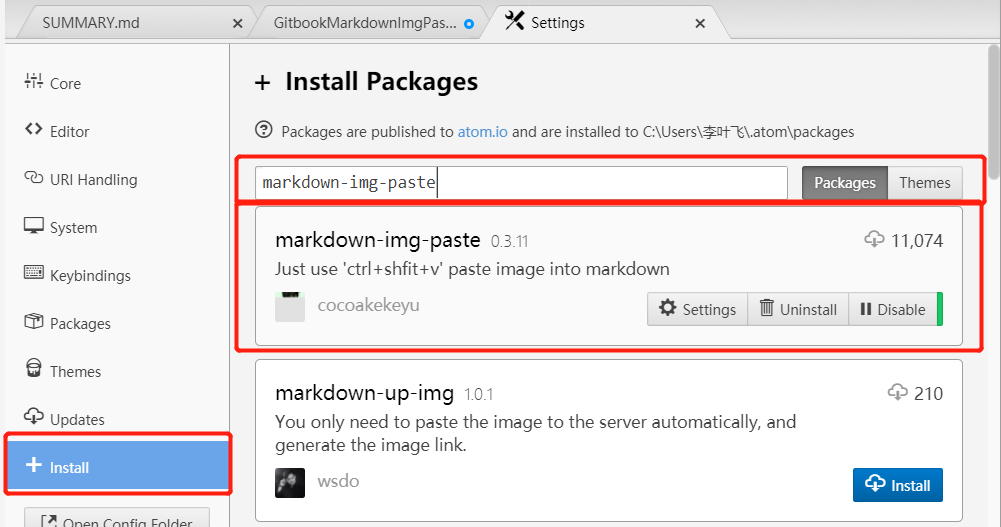 SUMMARY.md
GitbookMarkdownImgPas...
Settings
Core
Editor
URI Handling
System
Keybindings
Packages
Themes
Updates
Install
Open Config Folder
Install Packages
Packages are published to atom.io and are installed to C:\Users\李叶飞\.atom\packages
markdown-img-paste
Packages
Themes
markdown-img-paste 0.3.11
11,074
Just use 'ctrl+shfit+v' paste image into markdown
cocoakekeyu
Settings
Uninstall
Disable
markdown-up-img 1.0.1
210
You only need to paste the image to the server automatically, and
generate the image link.
wsdo
Install